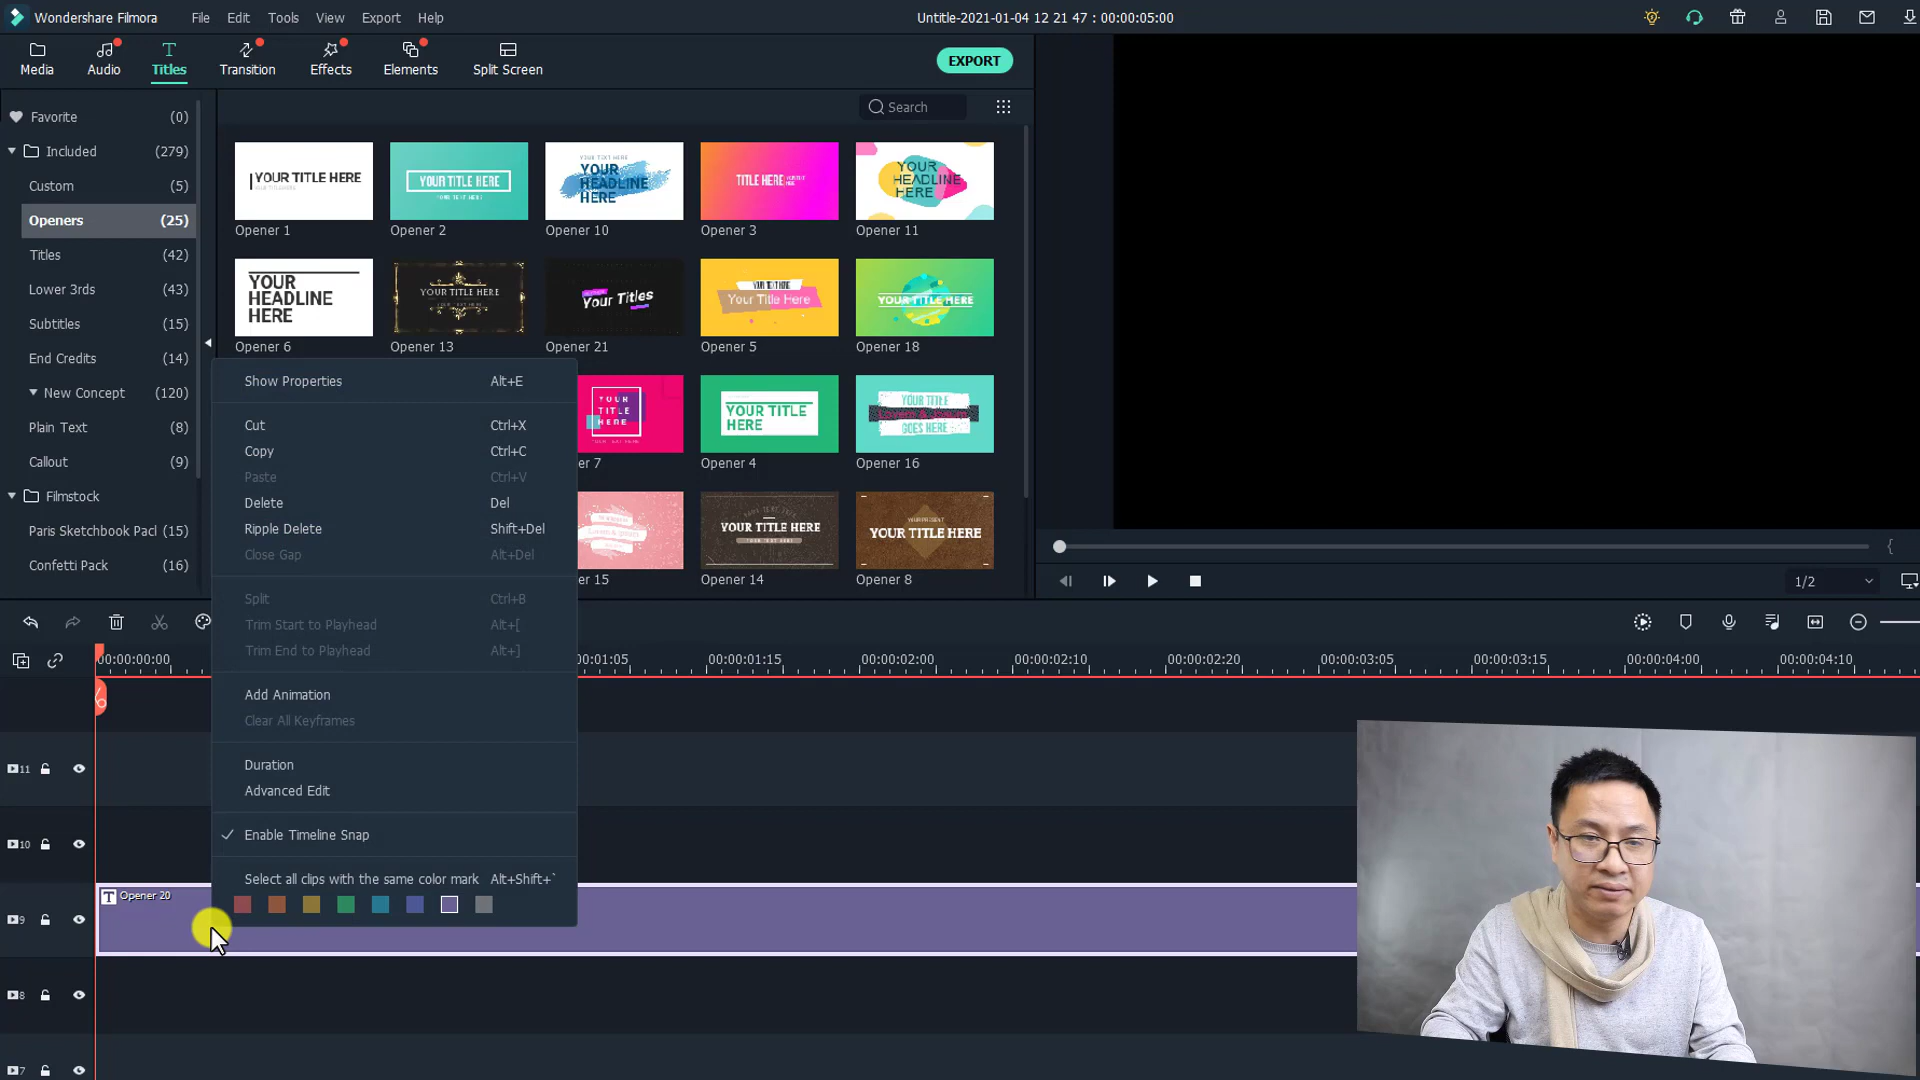 Wondershare Filmora File Edit Tools View Export Help Untitle-2021-01-04 12 21 47 : 00:00:05:00
Media Audio Titles Transition Effects Elements Split Screen EXPORT
Favorite (0)
Included (279)
Custom (5)
Openers (25)
Titles (42)
Lower 3rds (43)
Subtitles (15)
End Credits (14)
New Concept (120)
Plain Text (8)
Callout (9)
Filmstock
Paris Sketchbook Pacl (15)
Confetti Pack (16)
Search
YOUR TITLE HERE
YOUR TITLE HERE
YOUR TEXT HERE
YOUR TEXT HERE
YOUR
HEADLINE
HERE
TITLE HERE
YOUR
HEADLINE
HERE
Opener 1 Opener 2 Opener 10 Opener 3 Opener 11
YOUR
HEADLINE
HERE
YOUR TITLE HERE
Your Titles
YOUR TEXT HERE
Your Title Here
YOUR TITLE HERE
Opener 6 Opener 13 Opener 21 Opener 5 Opener 18
YOUR
TITLE
HERE
YOUR TITLE
HERE
YOUR TITLE
GOES HERE
er 7 Opener 4 Opener 16
YOUR TITLE HERE
YOUR TITLE HERE
er 15 Opener 14 Opener 8
Show Properties Alt+E
Cut Ctrl+X
Copy Ctrl+C
Paste Ctrl+V
Delete Del
Ripple Delete Shift+Del
Close Gap Alt+Del
Split Ctrl+B
Trim Start to Playhead Alt+[
Trim End to Playhead Alt+]
Add Animation
Clear All Keyframes
Duration
Advanced Edit
Enable Timeline Snap
Select all clips with the same color mark Alt+Shift+`
{
1/2
00:00:00:00 00:01:05 00:00:01:15 00:00:02:00 00:00:02:10 00:00:02:20 00:00:03:05 00:00:03:15 00:00:04:00 00:00:04:10
11
10
9
T Opener 20
8
7